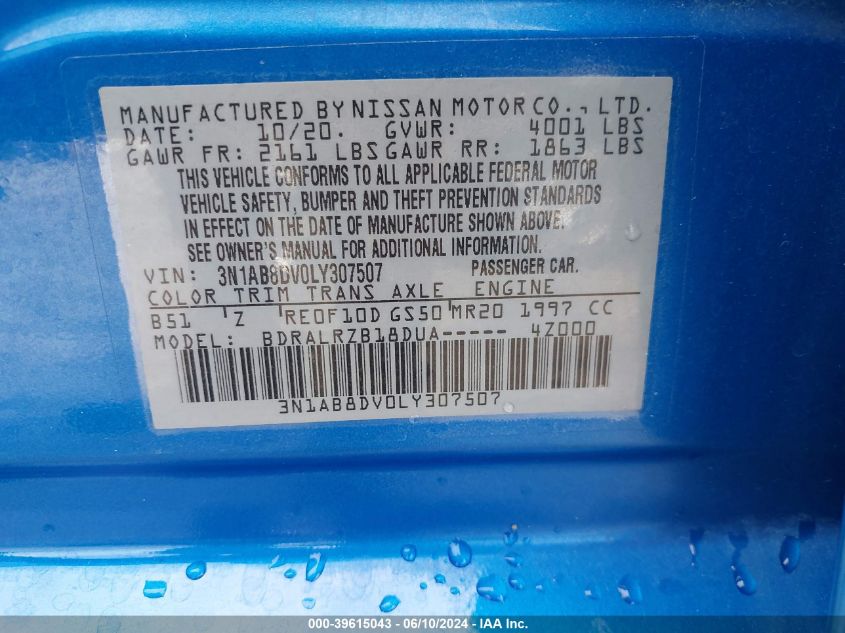 MANUFACTURED BY NISSAN MOTOR CO., LTD.
DATE: 10/20. GVWR: 4001 LBS
GAWR FR: 2161 LBS GAWR RR: 1863 LBS
THIS VEHICLE CONFORMS TO ALL APPLICABLE FEDERAL MOTOR
VEHICLE SAFETY, BUMPER AND THEFT PREVENTION STANDARDS
IN EFFECT ON THE DATE OF MANUFACTURE SHOWN ABOVE.
SEE OWNER'S MANUAL FOR ADDITIONAL INFORMATION.
VIN: 3N1AB8DV0LY307507 PASSENGER CAR.
COLOR TRIM TRANS AXLE ENGINE
B51 Z RE0F10D GS50 MR20 1997 CC
MODEL: BDRALRZB18DUA----- 4Z000
3N1AB8DV0LY307507
000-39615043 - 06/10/2024 - IAA Inc.